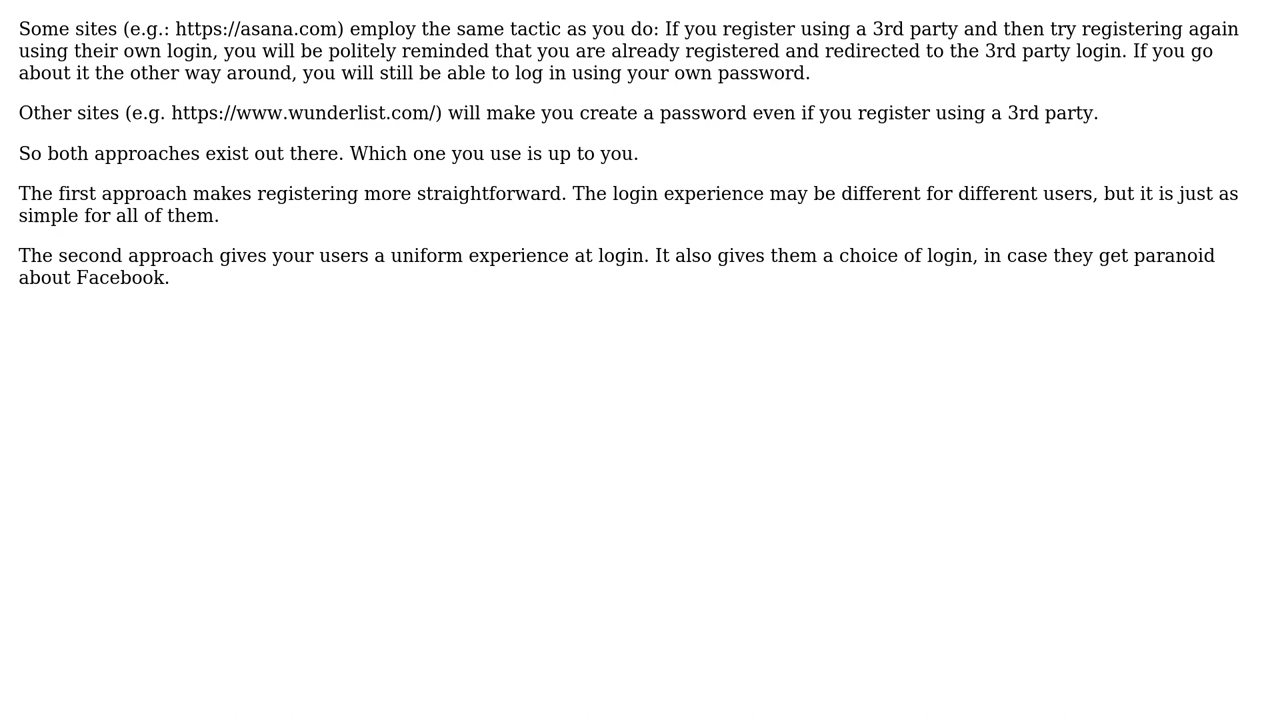 Some sites (e.g.: https://asana.com) employ the same tactic as you do: If you register using a 3rd party and then try registering again
using their own login, you will be politely reminded that you are already registered and redirected to the 3rd party login. If you go
about it the other way around, you will still be able to log in using your own password.
Other sites (e.g. https://www.wunderlist.com/) will make you create a password even if you register using a 3rd party.
So both approaches exist out there. Which one you use is up to you.
The first approach makes registering more straightforward. The login experience may be different for different users, but it is just as
simple for all of them.
The second approach gives your users a uniform experience at login. It also gives them a choice of login, in case they get paranoid
about Facebook.